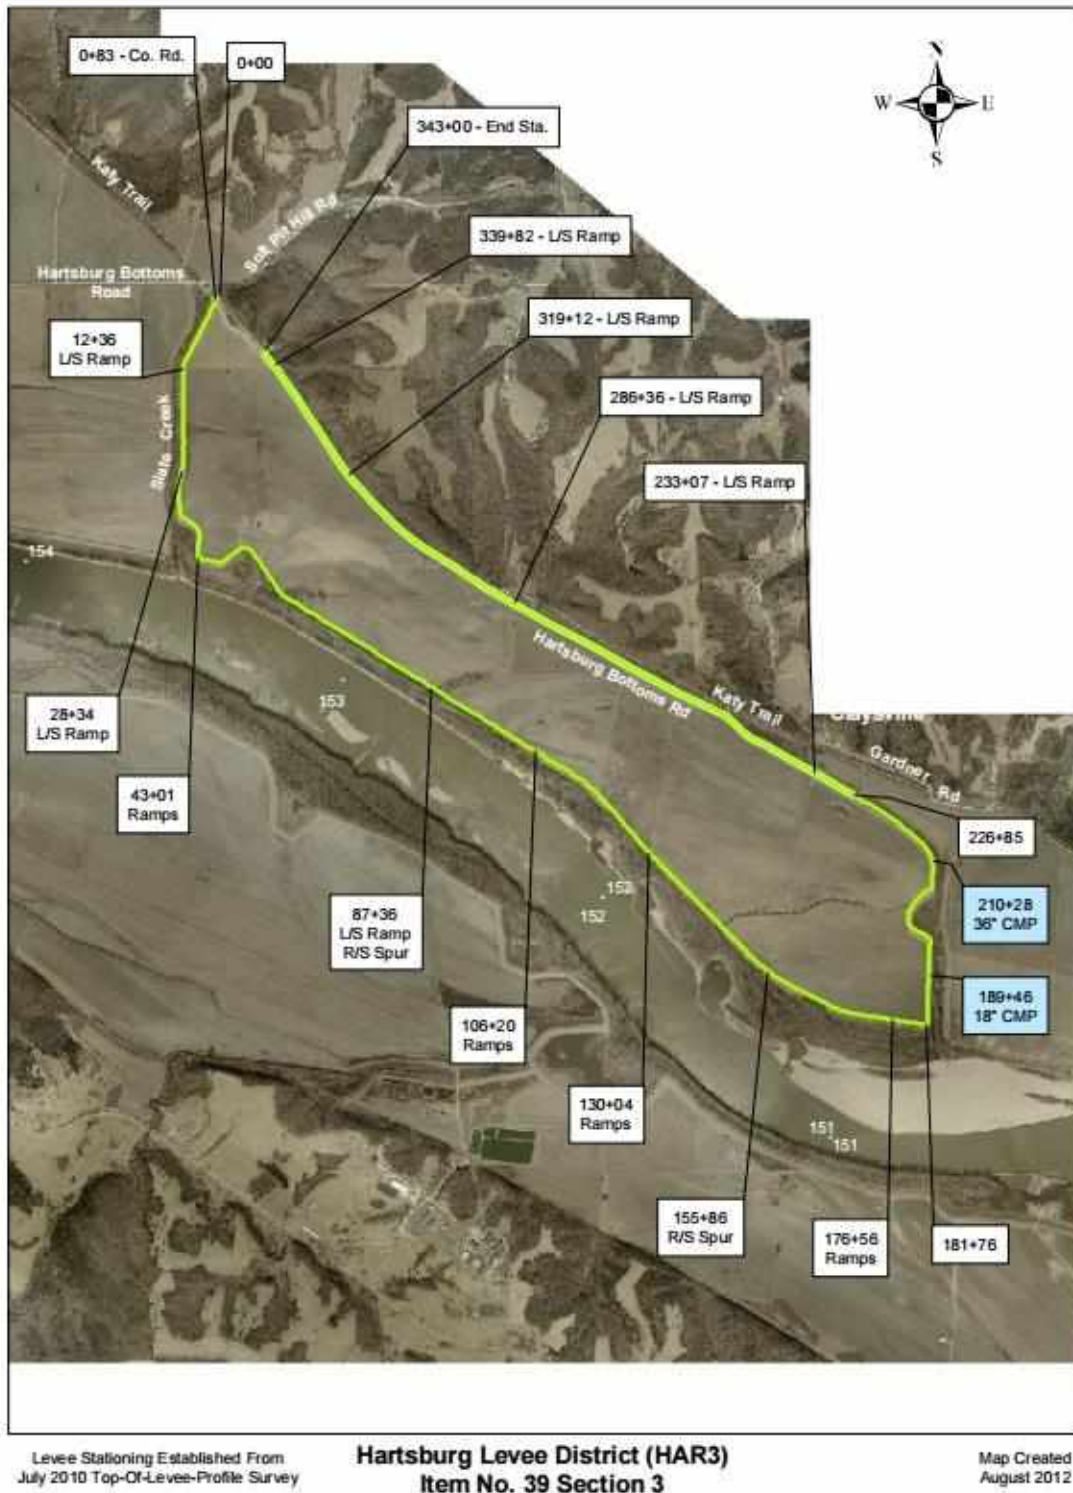 0+83 - Co. Rd.
0+00
N
W E
S
343+00 - End Sta.
Katy Trail
Salt Pit Hill Rd
339+82 - L/S Ramp
Hartsburg Bottoms
Road
319+12 - L/S Ramp
12+36
L/S Ramp
286+36 - L/S Ramp
Slate Creek
233+07 - L/S Ramp
154
Hartsburg Bottoms Rd
Katy Trail
153
28+34
L/S Ramp
Gardner Rd
43+01
Ramps
226+85
152
152
87+36
L/S Ramp
R/S Spur
210+28
36" CMP
189+46
18" CMP
106+20
Ramps
130+04
Ramps
151
151
155+86
R/S Spur
176+56
Ramps
181+76
Levee Stationing Established From
July 2010 Top-Of-Levee-Profile Survey
Hartsburg Levee District (HAR3)
Item No. 39 Section 3
Map Created
August 2012